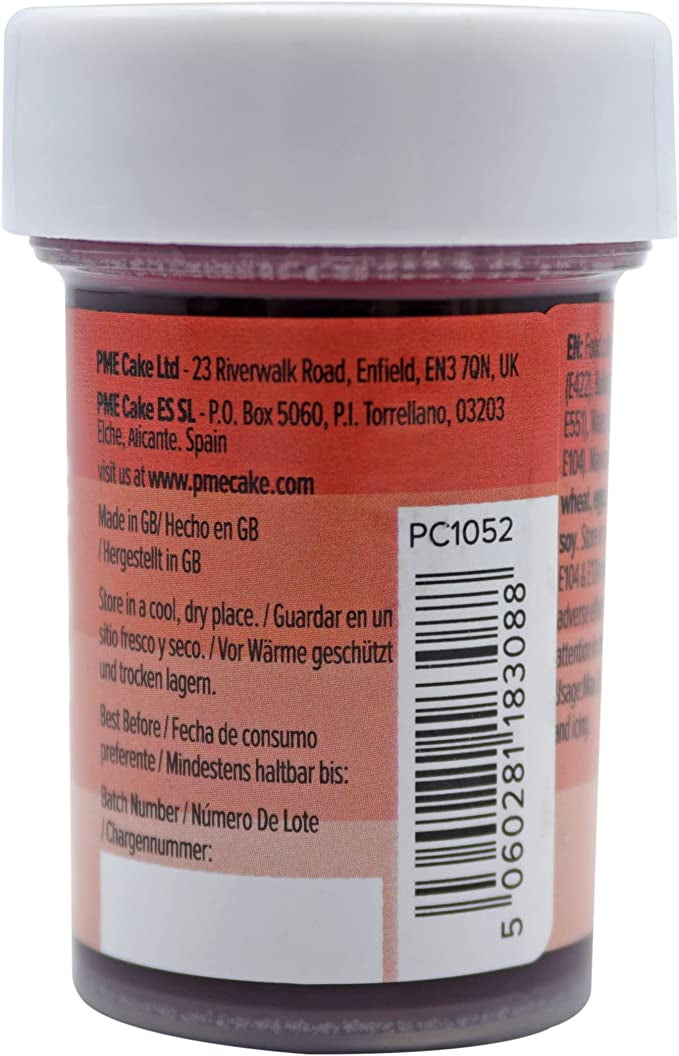 PME Cake Ltd - 23 Riverwalk Road, Enfield, EN3 7QN, UK
PME Cake ES SL - P.O. Box 5060, P.I. Torrellano, 03203
Elche, Alicante. Spain
visit us at www.pmecake.com
Made in GB/ Hecho en GB
/Hergestellt in GB
Store in a cool, dry place. / Guardar en un
sitio fresco y seco. / Vor Wärme geschützt
und trocken lagern.
Best Before / Fecha de consumo
preferente / Mindestens haltbar bis:
Batch Number / Número De Lote
/Chargennummer:
PC1052
5 060281 183088
EN:
(E422),
E551),
E104),
wheat,
soy.
E104 &
adverse
attention in
and icing.